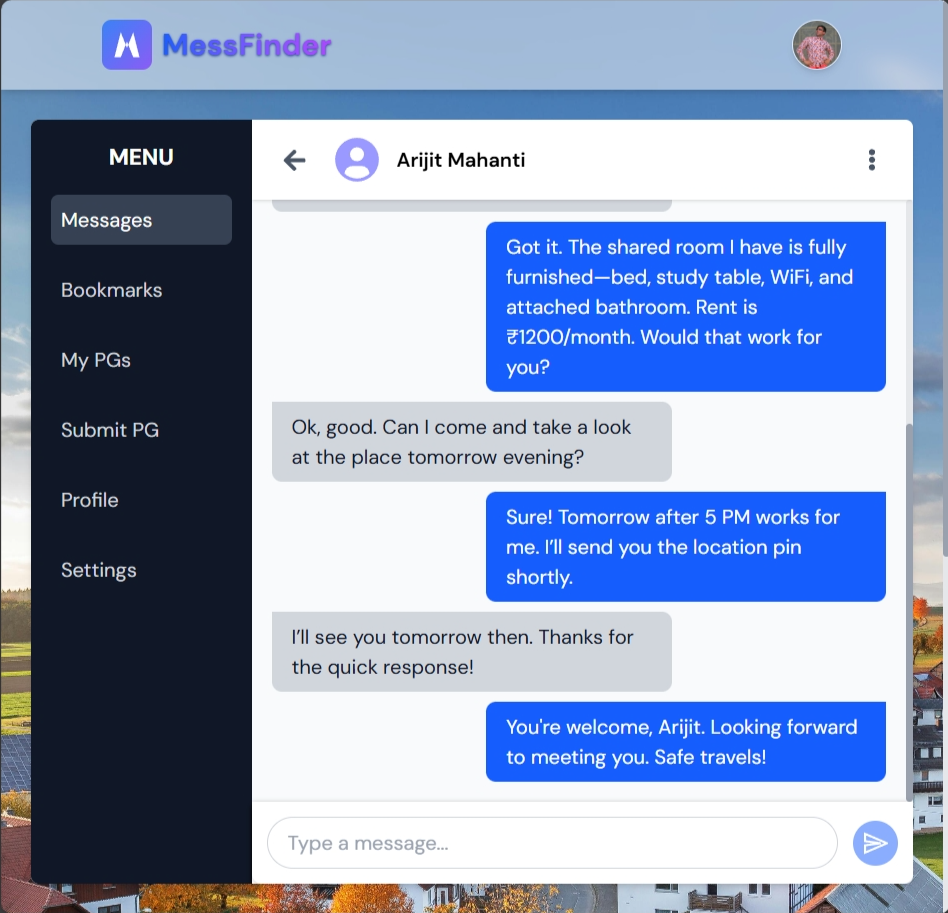 MessFinder
MENU
Messages
Bookmarks
My PGs
Submit PG
Profile
Settings
Arijit Mahanti
Got it. The shared room I have is fully
furnished—bed, study table, WiFi, and
attached bathroom. Rent is
₹1200/month. Would that work for
you?
Ok, good. Can I come and take a look
at the place tomorrow evening?
Sure! Tomorrow after 5 PM works for
me. I’ll send you the location pin
shortly.
I’ll see you tomorrow then. Thanks for
the quick response!
You're welcome, Arijit. Looking forward
to meeting you. Safe travels!
Type a message...